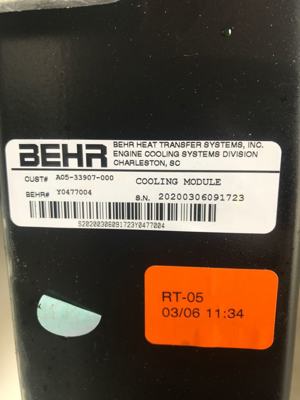 BEHR
BEHR HEAT TRANSFER SYSTEMS, INC.
ENGINE COOLING SYSTEMS DIVISION
CHARLESTON, SC
CUST# A05-33907-000
COOLING MODULE
BEHR# Y0477004
S.N. 20200306091723
S20200306091723Y0477004
RT-05
03/06 11:34